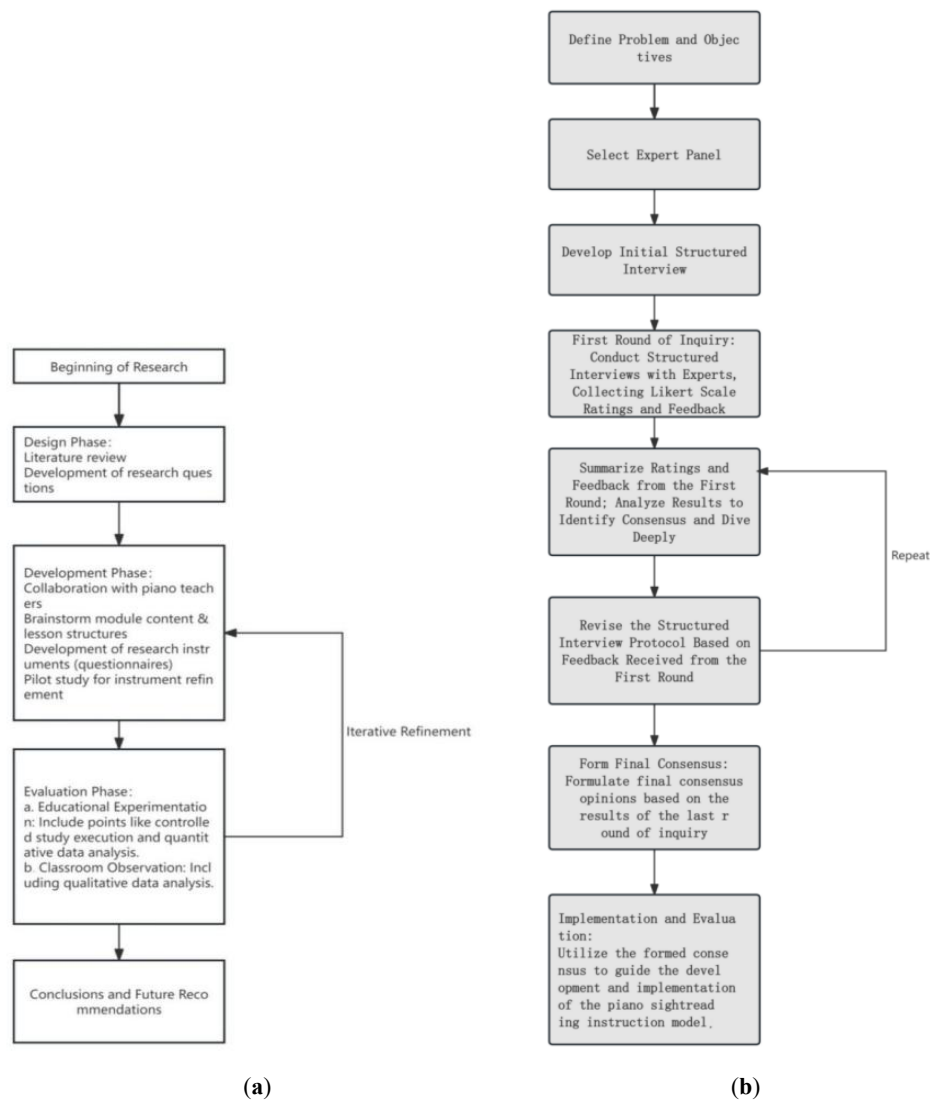 Beginning of Research
Design Phase:
Literature review
Development of research ques
tions
Development Phase:
Collaboration with piano teach
ers
Brainstorm module content &
lesson structures
Development of research instr
uments (questionnaires)
Pilot study for instrument refin
ement
Iterative Refinement
Evaluation Phase:
a. Educational Experimentatio
n: Include points like controlle
d study execution and quantit
ative data analysis.
b. Classroom Observation: Incl
uding qualitative data analysis.
Conclusions and Future Reco
mmendations
(a)
Define Problem and Objec
tives
Select Expert Panel
Develop Initial Structured
Interview
First Round of Inquiry:
Conduct Structured
Interviews with Experts,
Collecting Likert Scale
Ratings and Feedback
Summarize Ratings and
Feedback from the First
Round; Analyze Results to
Identify Consensus and Dive
Deeply
Repeat
Revise the Structured
Interview Protocol Based on
Feedback Received from the
First Round
Form Final Consensus:
Formulate final consensus
opinions based on the
results of the last r
ound of inquiry
Implementation and Evalua
tion:
Utilize the formed conse
nsus to guide the devel
opment and implementation
of the piano sightread
ing instruction model.
(b)